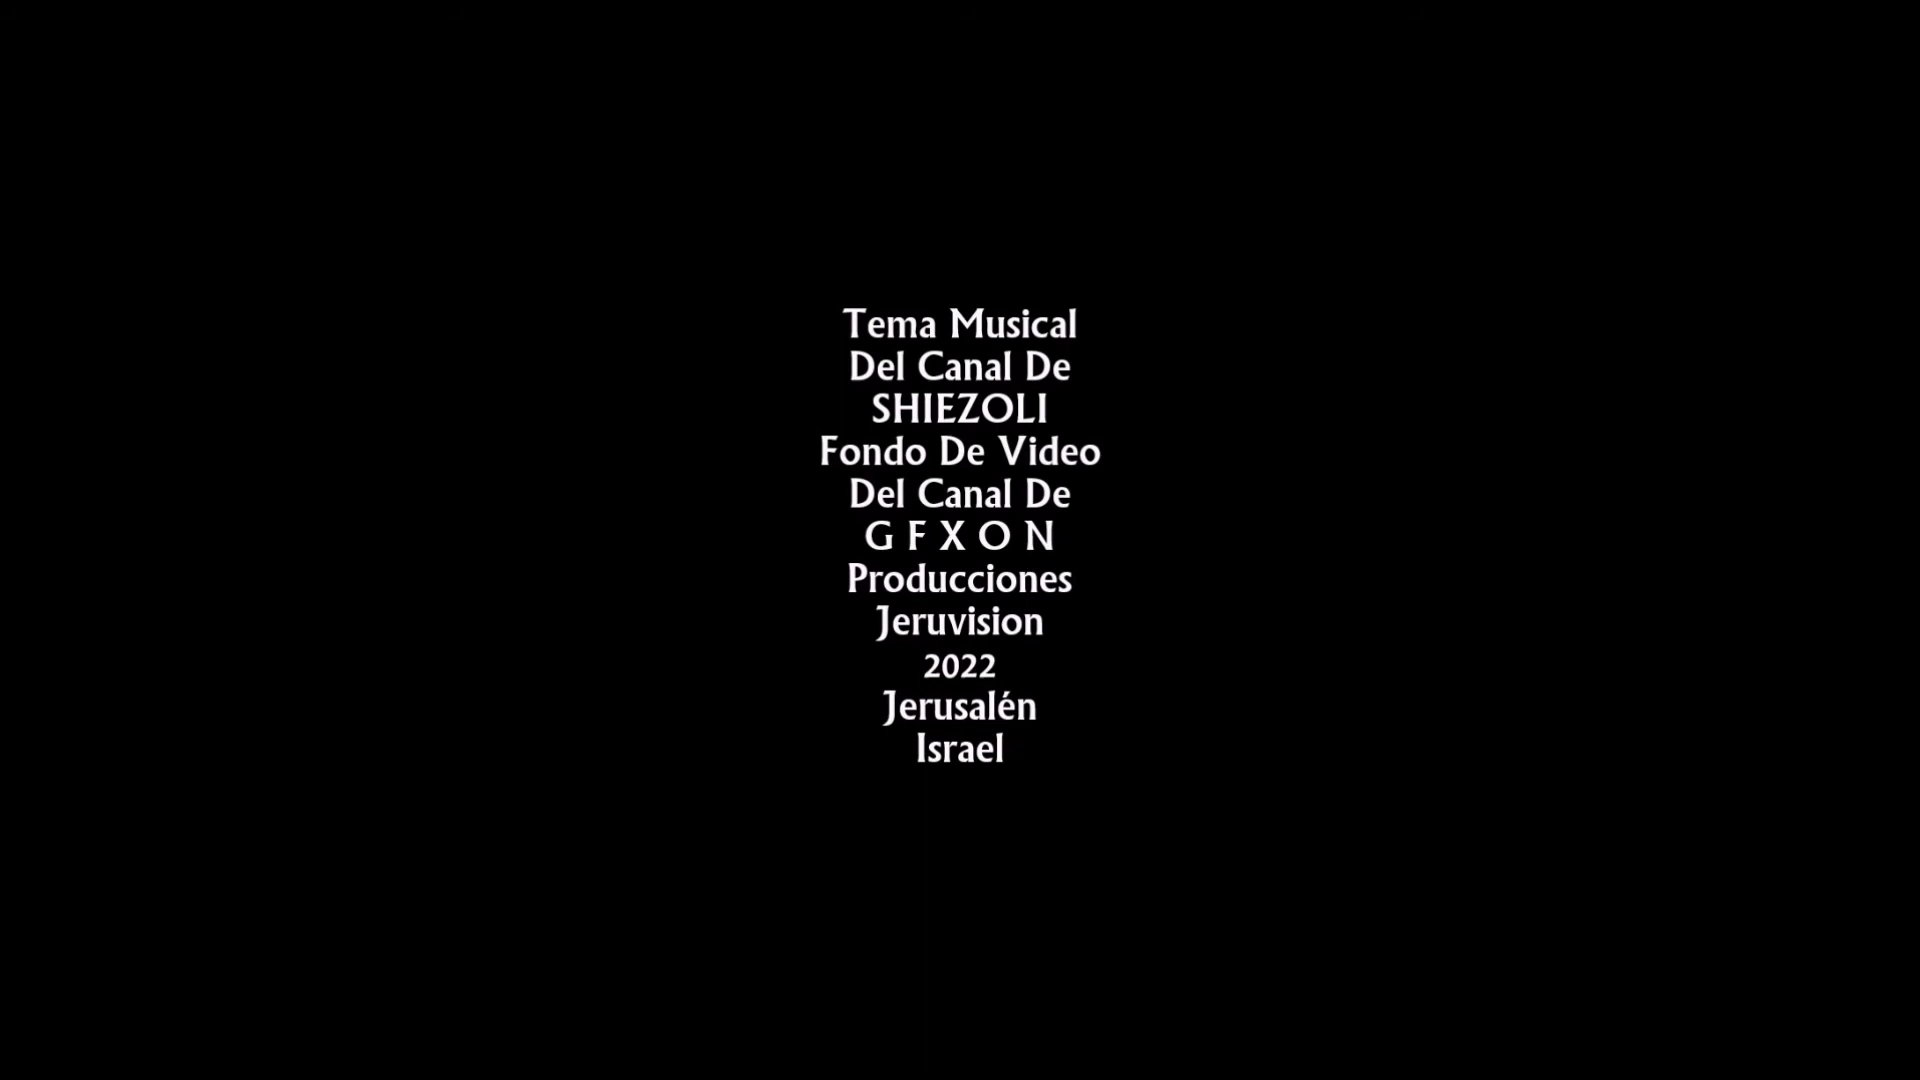 Tema Musical
Del Canal De
SHIEZOLI
Fondo De Video
Del Canal De
G F X O N
Producciones
Jeruvision
2022
Jerusalén
Israel